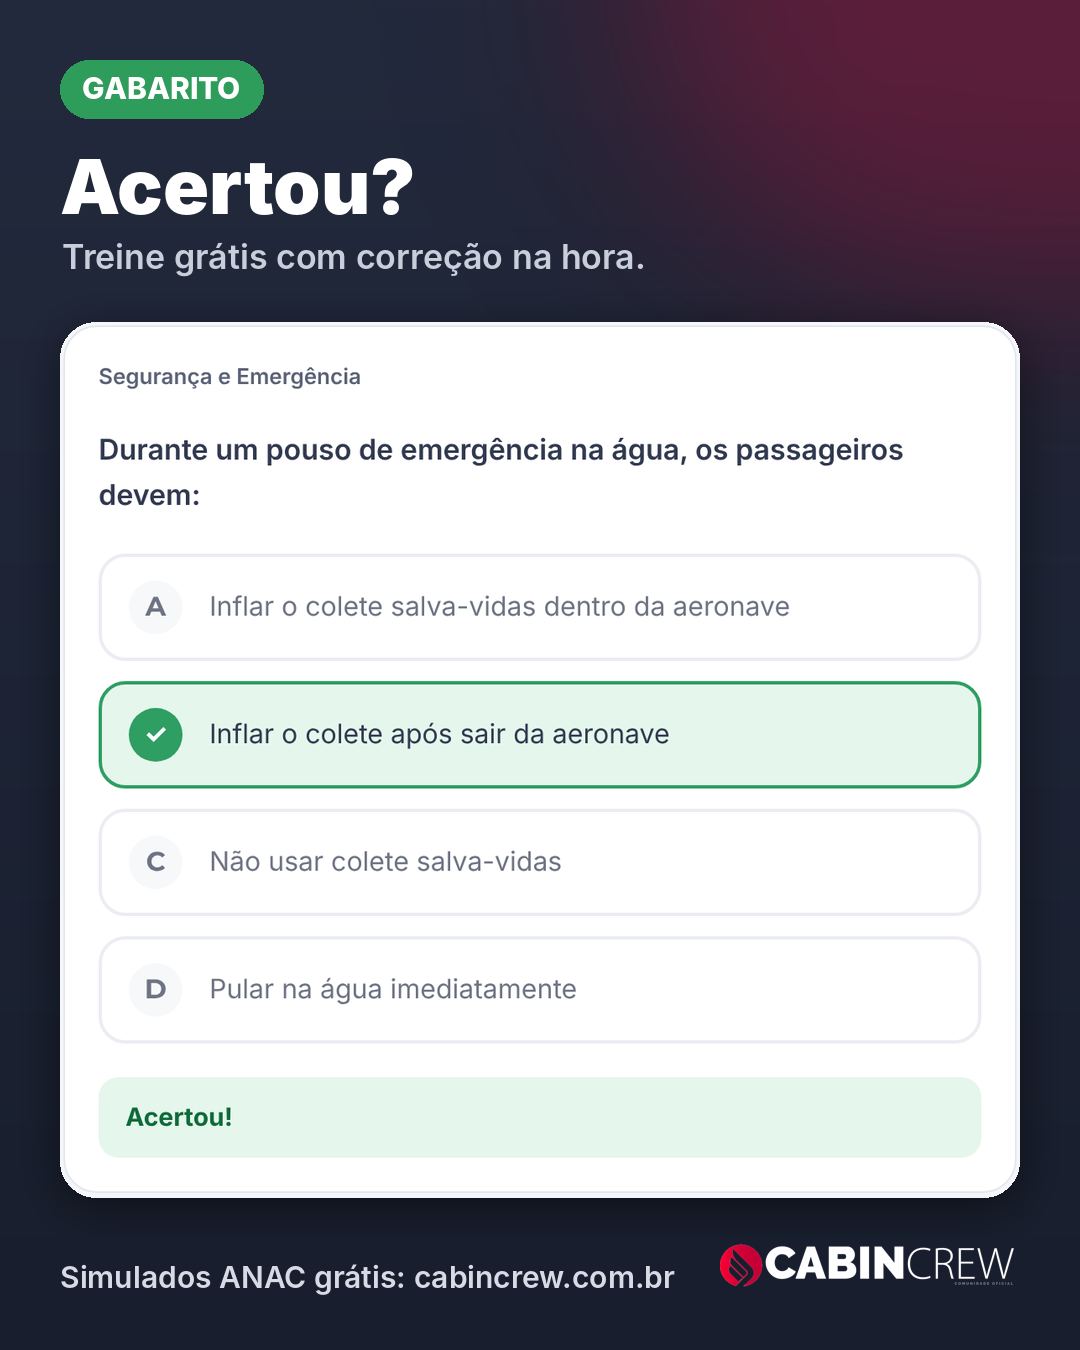 GABARITO
Acertou?
Treine grátis com correção na hora.
Segurança e Emergência
Durante um pouso de emergência na água, os passageiros
devem:
A Inflar o colete salva-vidas dentro da aeronave
Inflar o colete após sair da aeronave
C Não usar colete salva-vidas
D Pular na água imediatamente
Acertou!
Simulados ANAC grátis: cabincrew.com.br
CABINCREW
COMUNIDADE OFICIAL